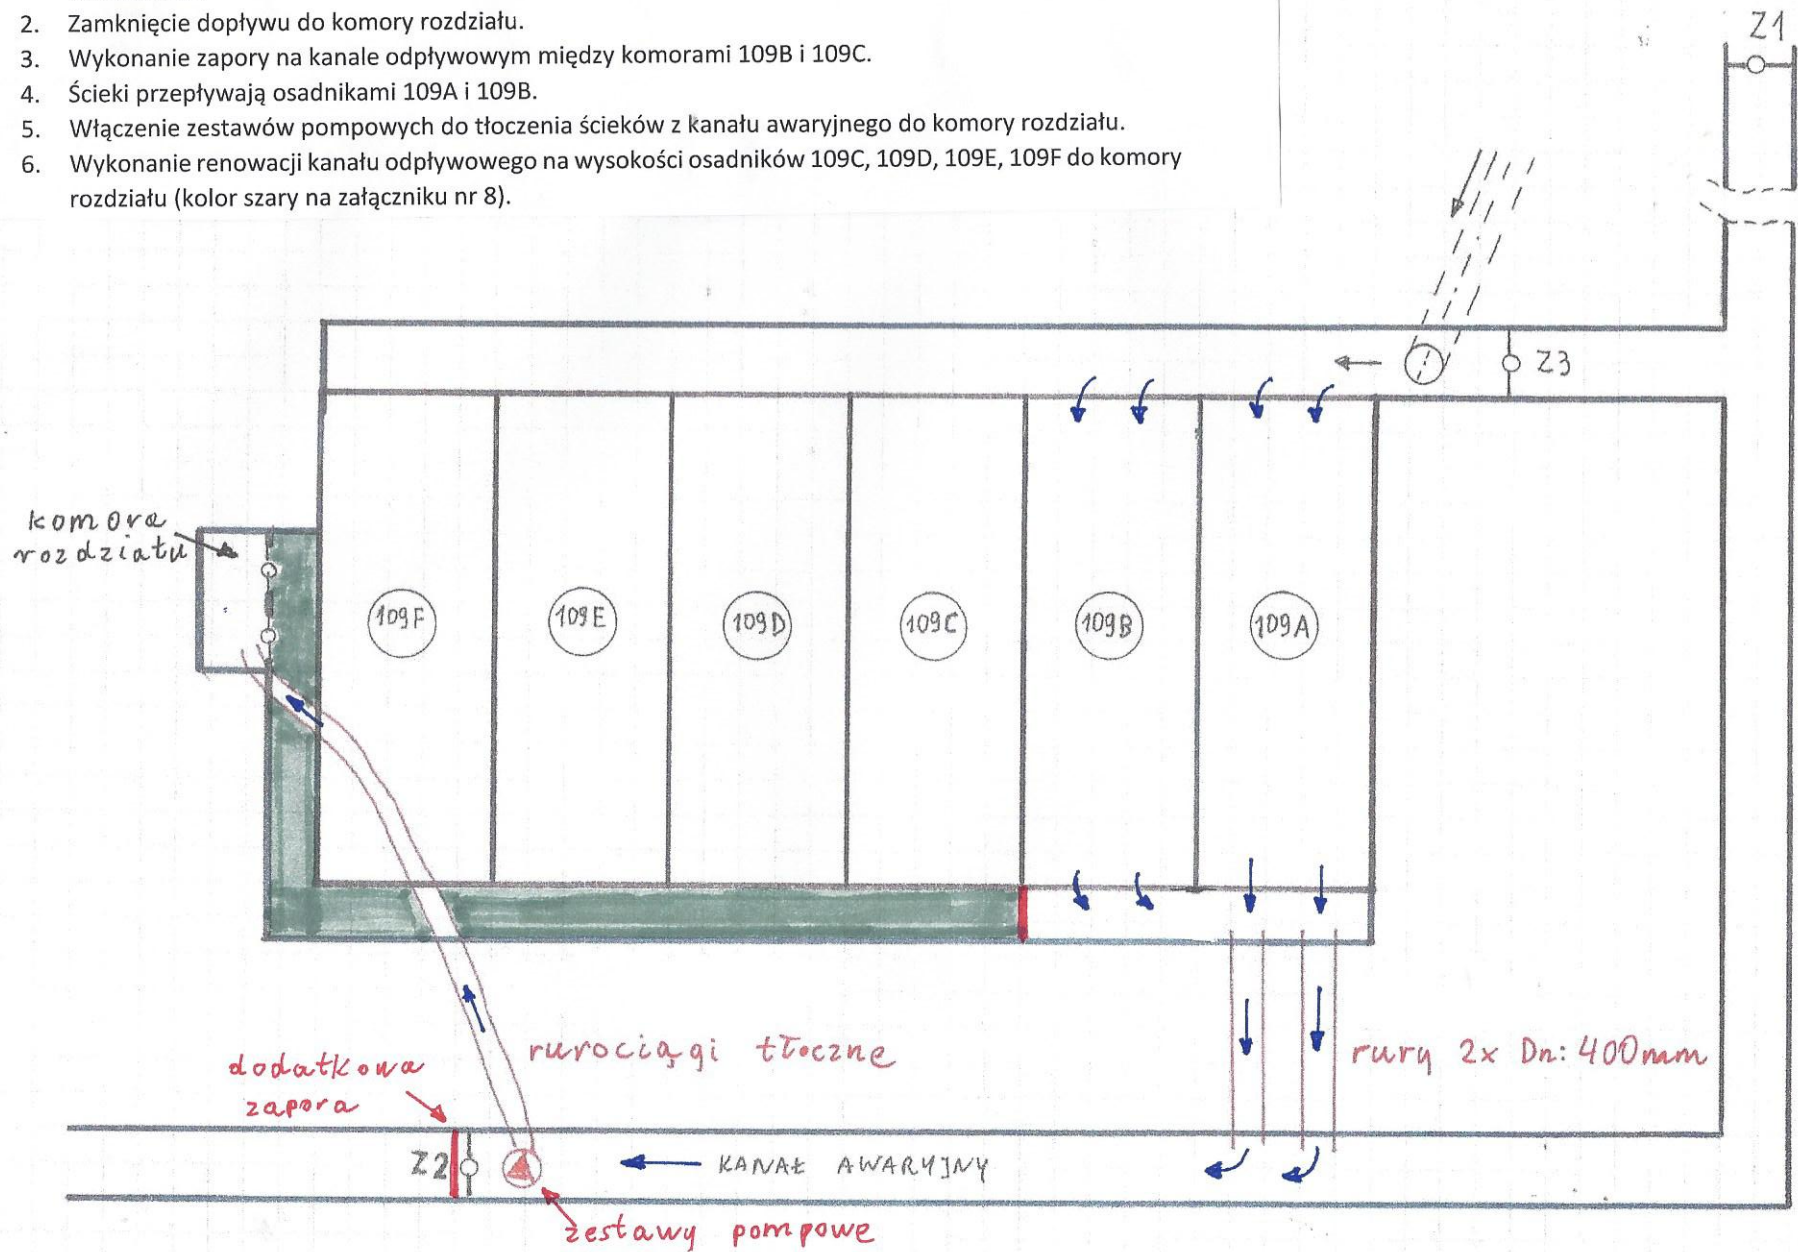 2. Zamknięcie dopływu do komory rozdziału.
3. Wykonanie zapory na kanale odpływowym między komorami 109B i 109C.
4. Ścieki przepływają osadnikami 109A i 109B.
5. Włączenie zestawów pompowych do tłoczenia ścieków z kanału awaryjnego do komory rozdziału.
6. Wykonanie renowacji kanału odpływowego na wysokości osadników 109C, 109D, 109E, 109F do komory
rozdziału (kolor szary na załączniku nr 8).
Z1
Z3
komora
rozdziału
109F
109E
109D
109C
109B
109A
rurociągi tłoczne
rury 2x Dn: 400mm
dodatkowa
zapora
Z2
KANAŁ AWARYJNY
zestawy pompowe